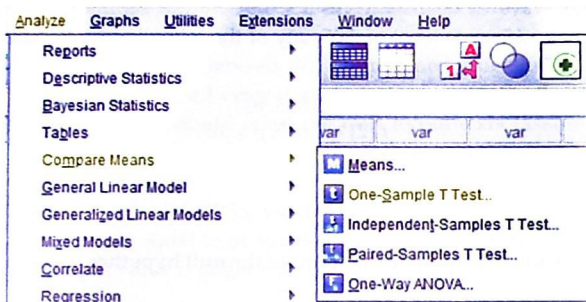 Analyze Graphs Utilities Extensions Window Help
Reports
Descriptive Statistics
Bayesian Statistics
Tables
var var var
Compare Means
Means...
General Linear Model
One-Sample T Test...
Generalized Linear Models
Independent-Samples T Test...
Mixed Models
Paired-Samples T Test...
Correlate
One-Way ANOVA...
Regression